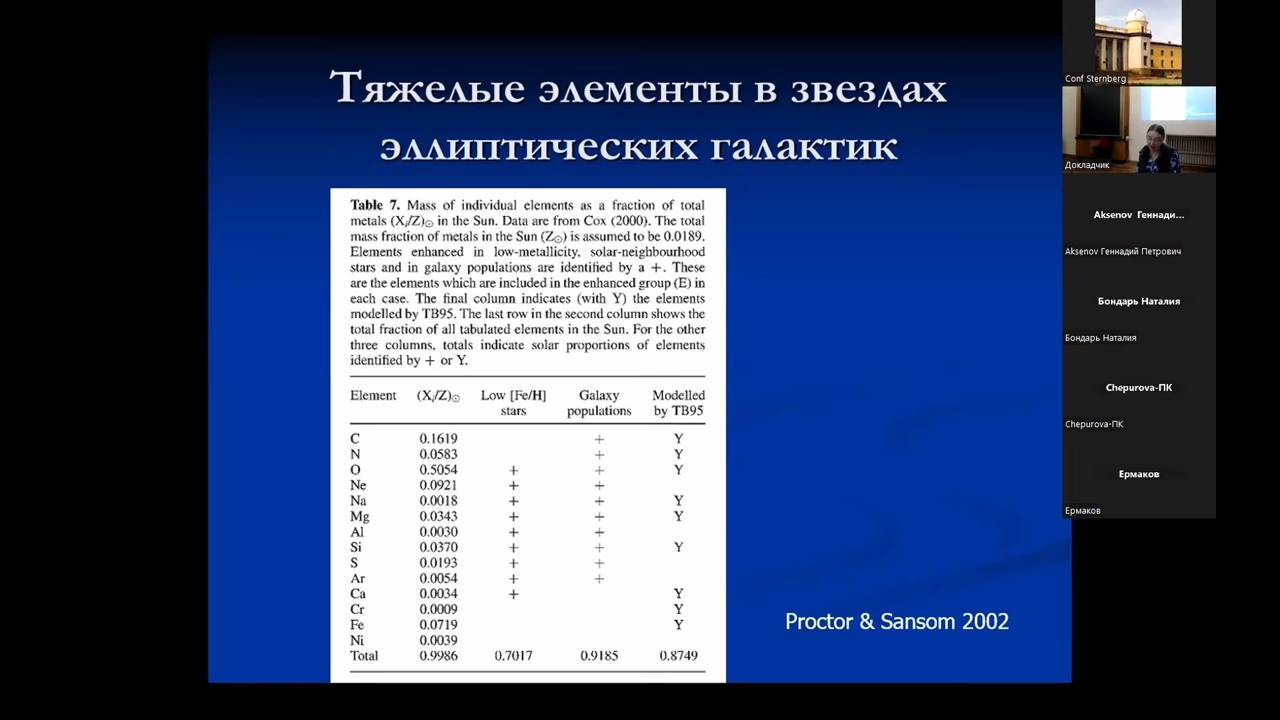 Тяжелые элементы в звездах
эллиптических галактик
Table 7. Mass of individual elements as a fraction of total
metals (Xᵢ/Z)⊙ in the Sun. Data are from Cox (2000). The total
mass fraction of metals in the Sun (Z⊙) is assumed to be 0.0189.
Elements enhanced in low-metallicity, solar-neighbourhood
stars and in galaxy populations are identified by a +. These
are the elements which are included in the enhanced group (E) in
each case. The final column indicates (with Y) the elements
modelled by TB95. The last row in the second column shows the
total fraction of all tabulated elements in the Sun. For the other
three columns, totals indicate solar proportions of elements
identified by + or Y.
Element (Xᵢ/Z)⊙ Low [Fe/H] Galaxy Modelled
stars populations by TB95
C 0.1619 + Y
N 0.0583 + Y
O 0.5054 + + Y
Ne 0.0921 + +
Na 0.0018 + + Y
Mg 0.0343 + + Y
Al 0.0030 + +
Si 0.0370 + + Y
S 0.0193 + +
Ar 0.0054 + +
Ca 0.0034 + Y
Cr 0.0009 Y
Fe 0.0719 Y
Ni 0.0039
Total 0.9986 0.7017 0.9185 0.8749
Proctor & Sansom 2002
Conf Sternberg
Докладчик
Aksenov Геннади...
Aksenov Геннадий Петрович
Бондарь Наталия
Бондарь Наталия
Chepurova-ПК
Chepurova-ПК
Ермаков
Ермаков